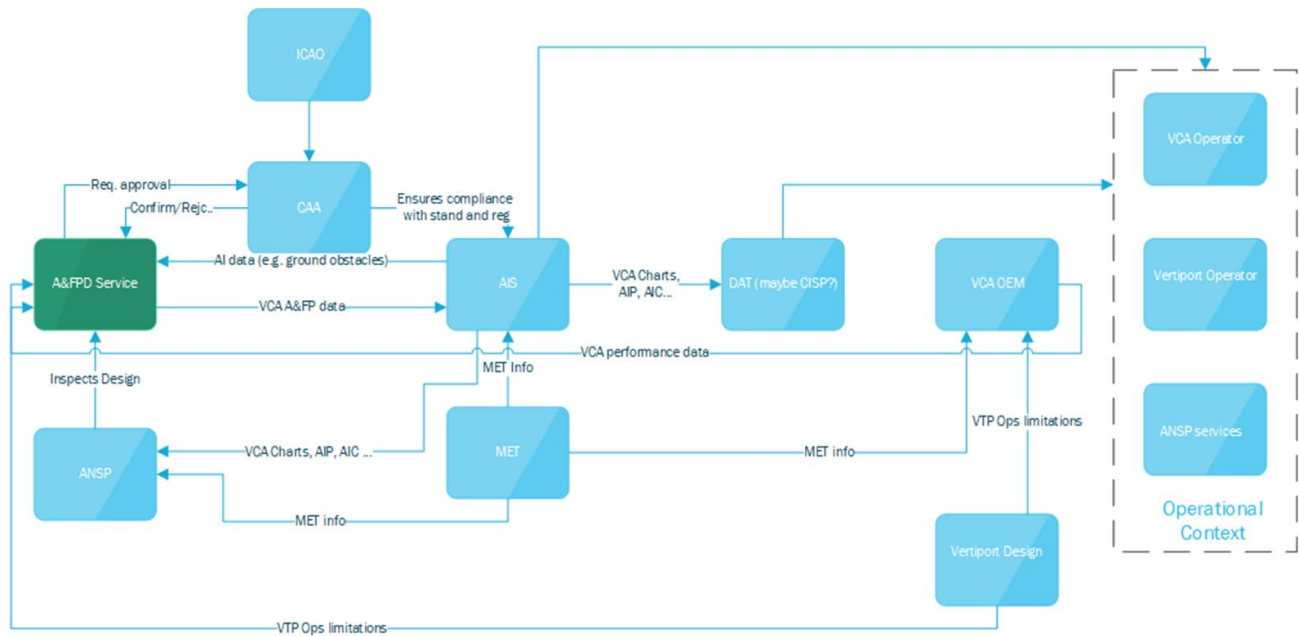 ICAO
VCA Operator
Req. approval
CAA
Ensures compliance
with stand and reg
Confirm/Rejc..
AI data (e.g. ground obstacles)
A&FPD Service
AIS
VCA Charts,
AIP, AIC...
DAT (maybe CISP?)
VCA OEM
Vertiport Operator
VCA A&FP data
VCA performance data
MET Info
Inspects Design
VTP Ops limitations
ANSP services
VCA Charts, AIP, AIC ...
MET
MET info
ANSP
MET info
Operational
Context
Vertiport Design
VTP Ops limitations